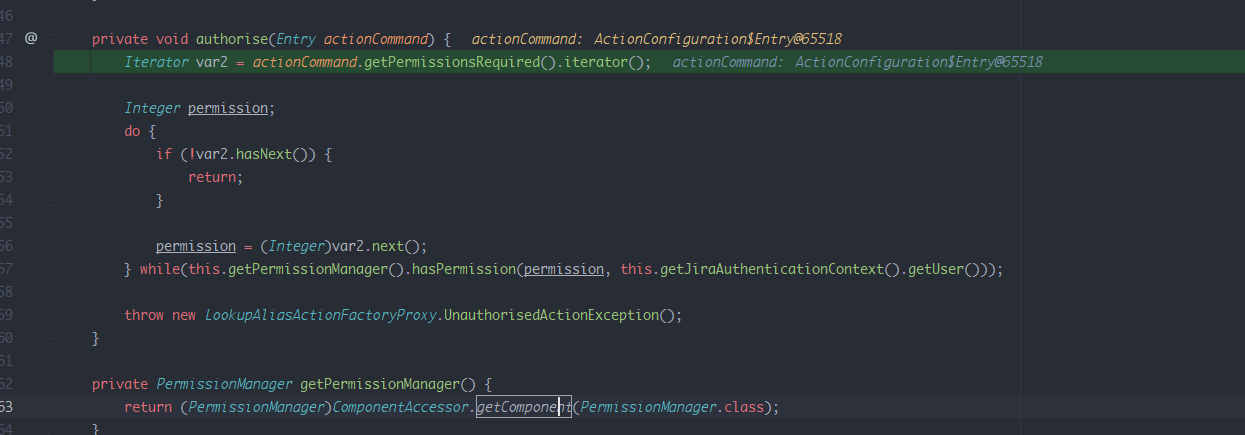 46
47 @ private void authorise(Entry actionCommand) { actionCommand: ActionConfiguration$Entry@65518
48 Iterator var2 = actionCommand.getPermissionsRequired().iterator(); actionCommand: ActionConfiguration$Entry@65518
49
50 Integer permission;
51 do {
52 if (!var2.hasNext()) {
53 return;
54 }
55
56 permission = (Integer)var2.next();
57 } while(this.getPermissionManager().hasPermission(permission, this.getJiraAuthenticationContext().getUser()));
58
59 throw new LookupAliasActionFactoryProxy.UnauthorisedActionException();
60 }
61
62 private PermissionManager getPermissionManager() {
63 return (PermissionManager)ComponentAccessor.getComponent(PermissionManager.class);
64 }